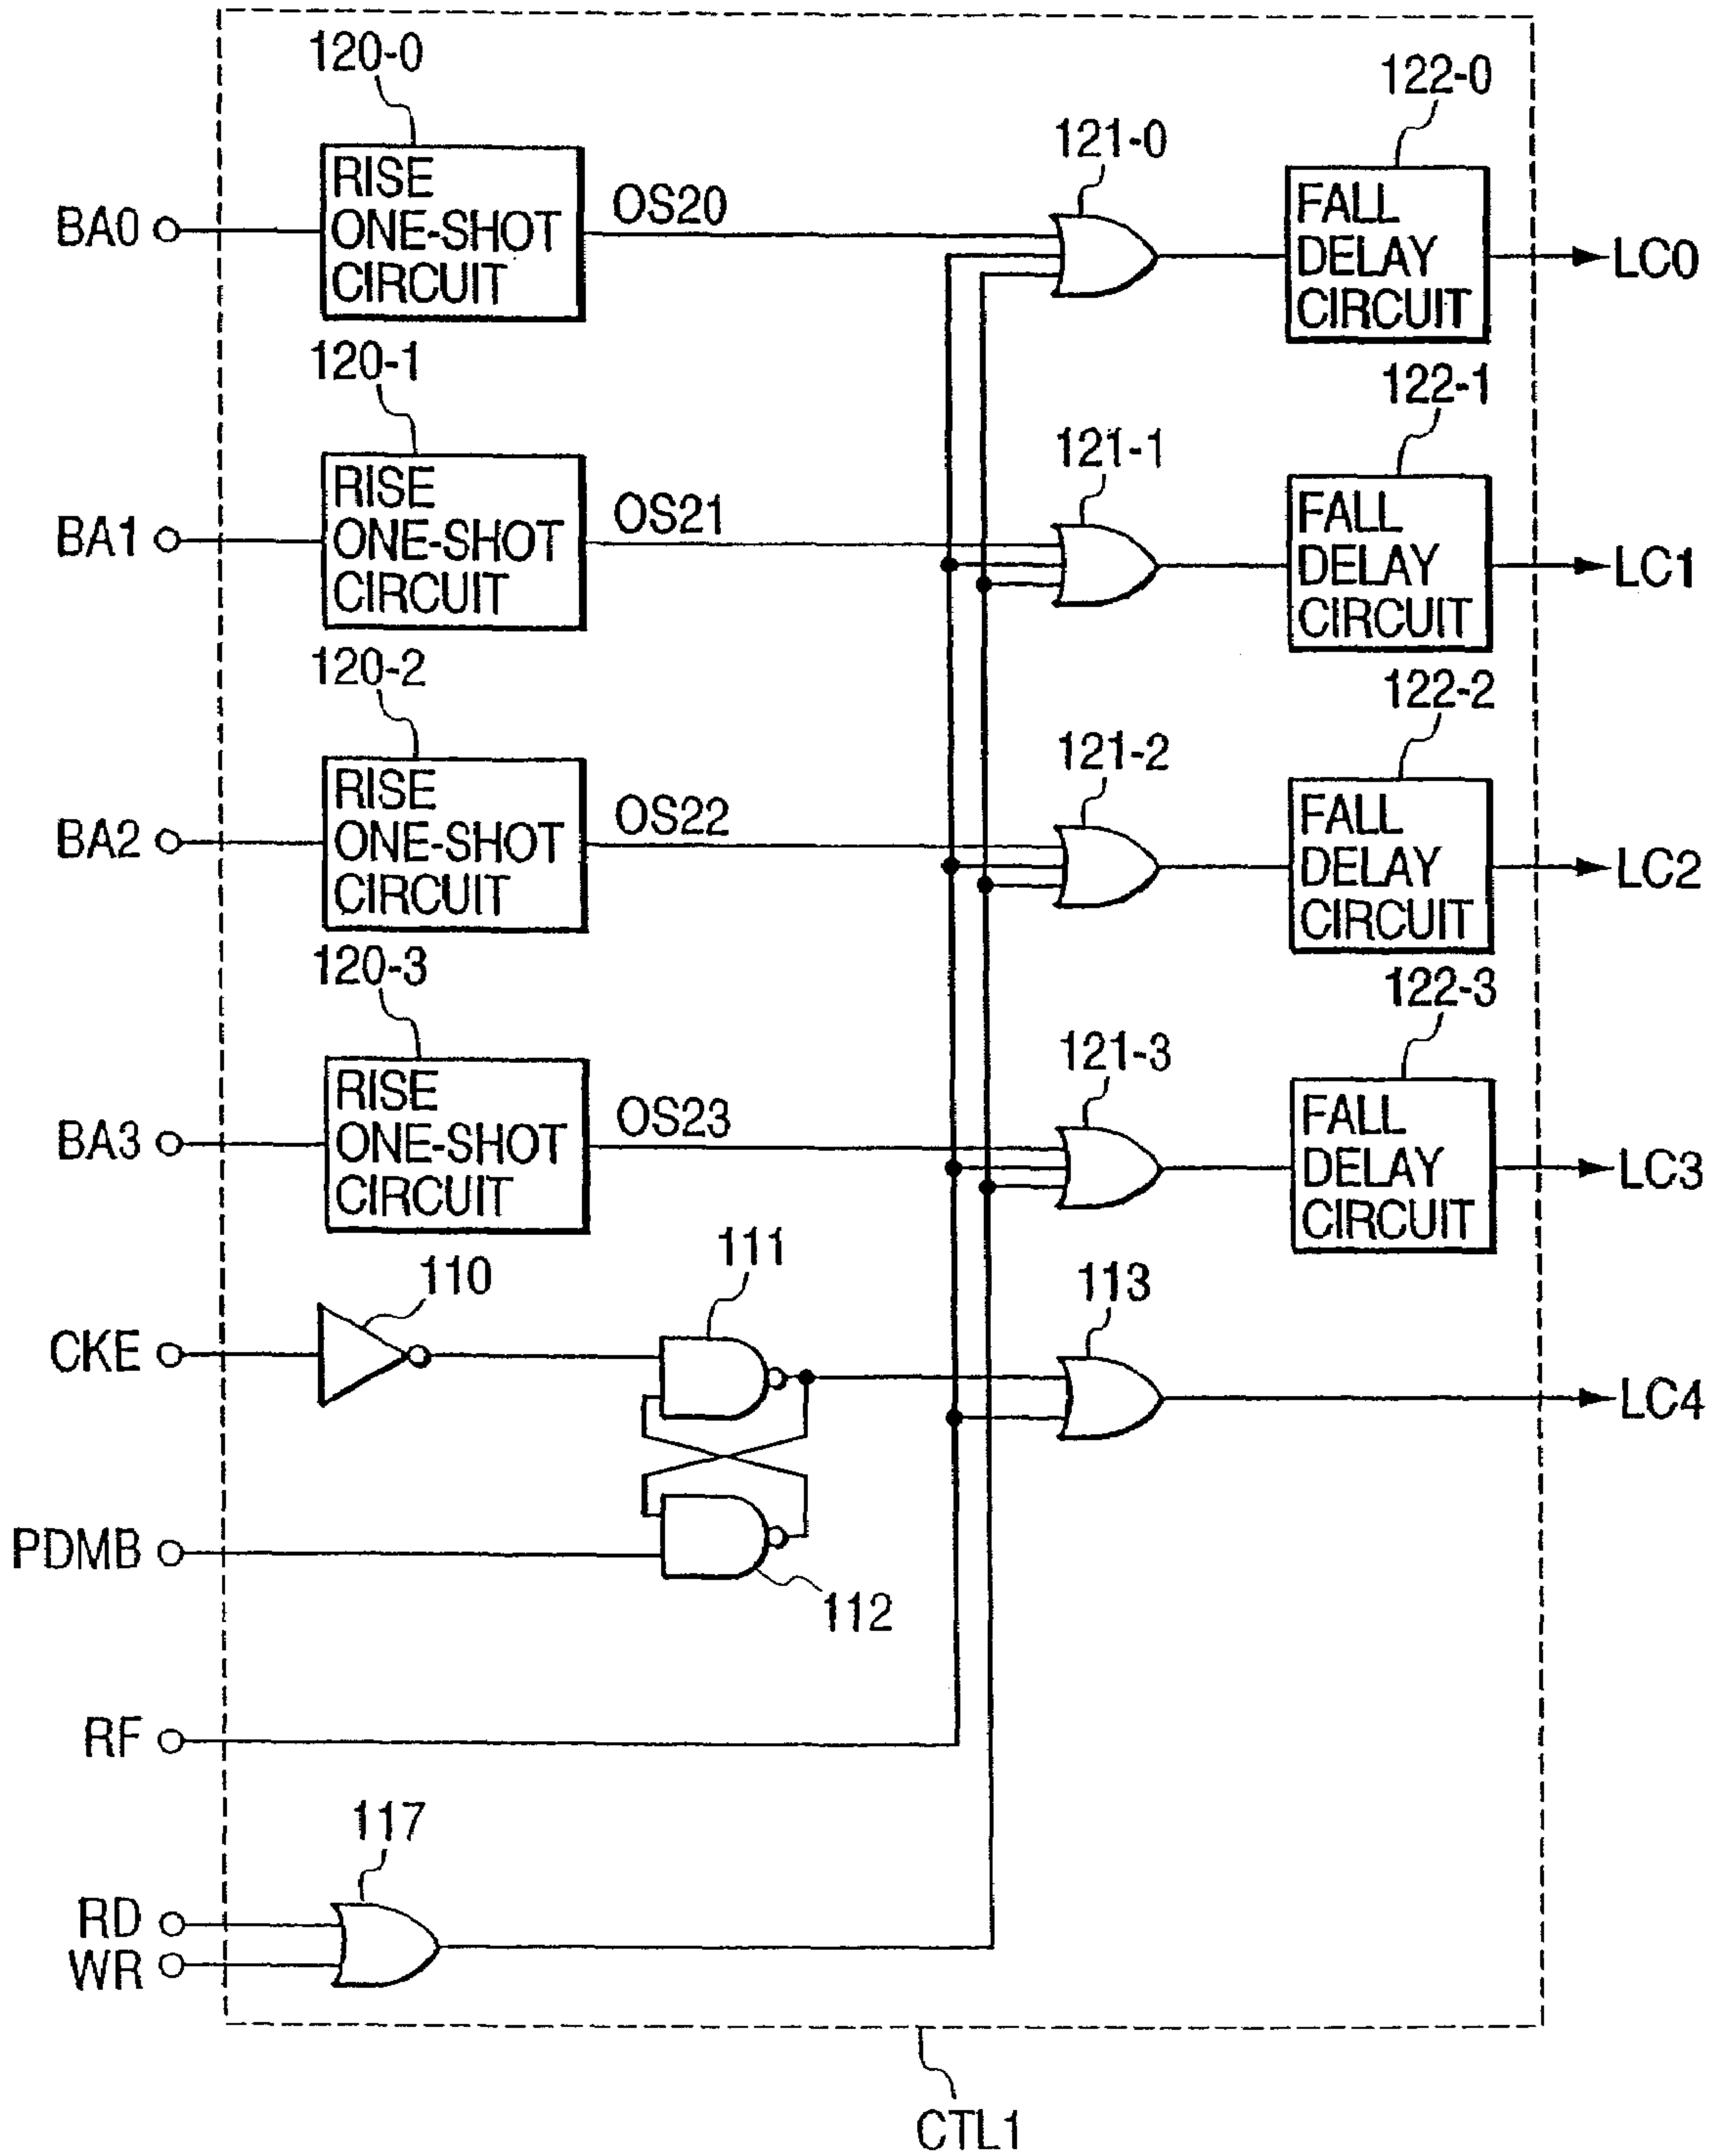 120-0
122-0
121-0
RISE
ONE-SHOT
CIRCUIT
BA0
OS20
FALL
DELAY
CIRCUIT
LC0
120-1
122-1
121-1
RISE
ONE-SHOT
CIRCUIT
BA1
OS21
FALL
DELAY
CIRCUIT
LC1
120-2
122-2
121-2
RISE
ONE-SHOT
CIRCUIT
BA2
OS22
FALL
DELAY
CIRCUIT
LC2
120-3
122-3
121-3
RISE
ONE-SHOT
CIRCUIT
BA3
OS23
FALL
DELAY
CIRCUIT
LC3
110
111
113
CKE
LC4
PDMB
112
RF
117
RD
WR
CTL1